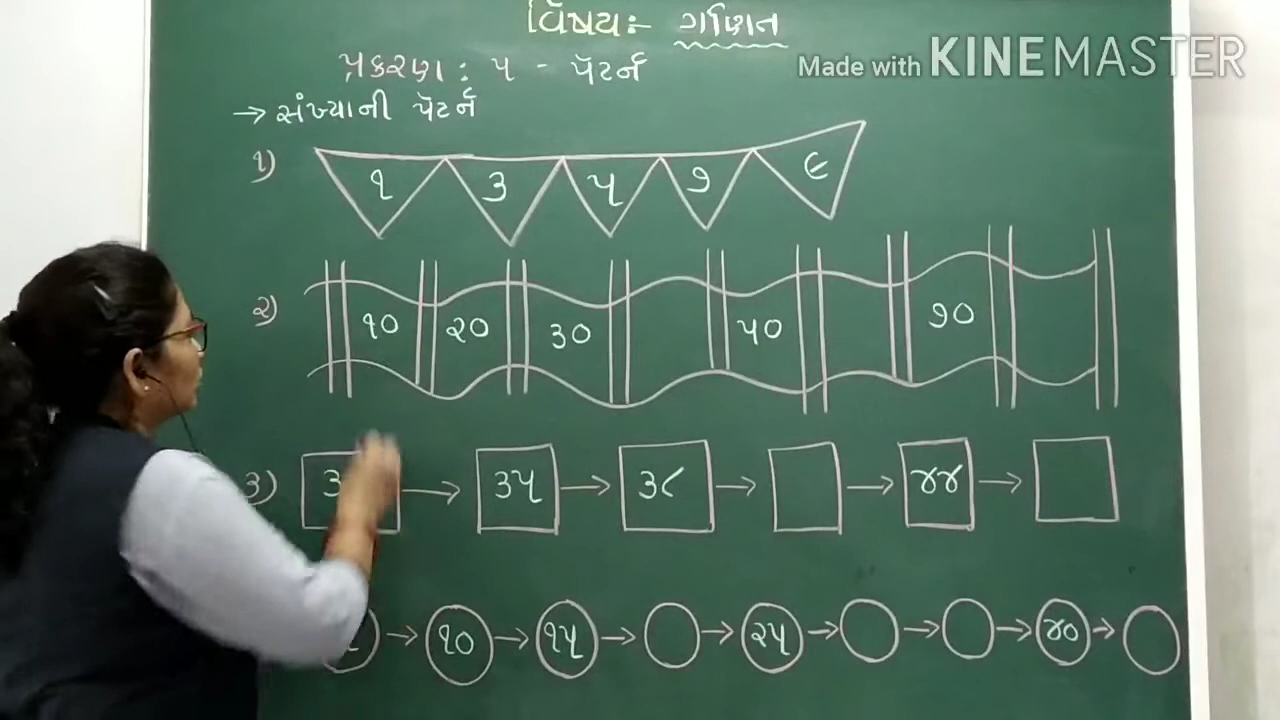 વિષય:- ગણિત
Made with KINEMASTER
પ્રકરણ : ૫ - પૅટર્ન
→ સંખ્યાની પૅટર્ન
૧) ૧ ૩ ૫ ૭ ૯
૨) ૧૦ ૨૦ ૩૦ ૫૦ ૭૦
૩) → ૩૫ → ૩૮ → → ૪૪ →
→ ૧૦ → ૧૫ → → ૨૫ → → → ૪૦ →